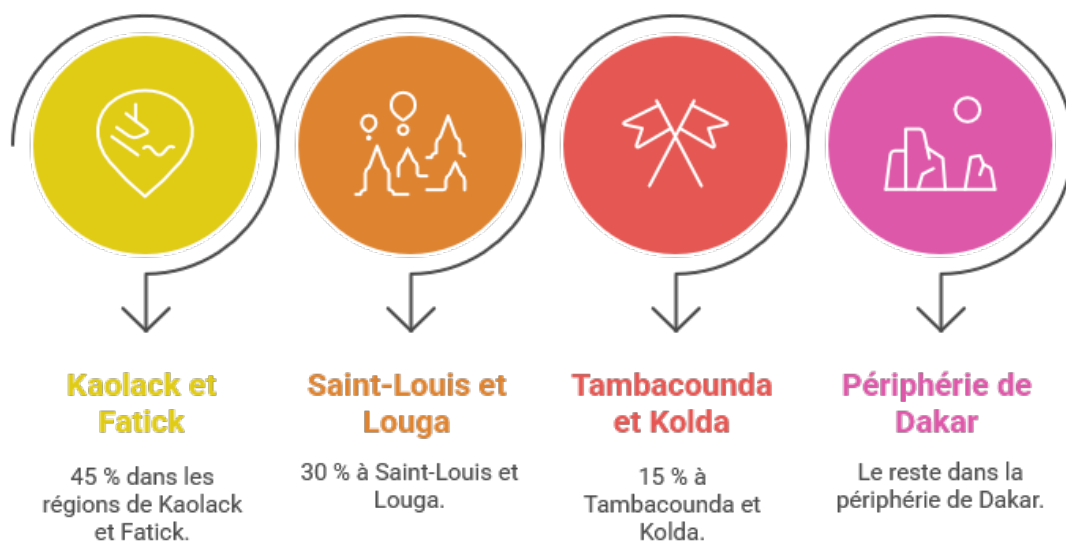 Kaolack et
Fatick
45 % dans les
régions de Kaolack
et Fatick.
Saint-Louis et
Louga
30 % à Saint-Louis et
Louga.
Tambacounda
et Kolda
15 % à
Tambacounda et
Kolda.
Périphérie de
Dakar
Le reste dans la
périphérie de Dakar.